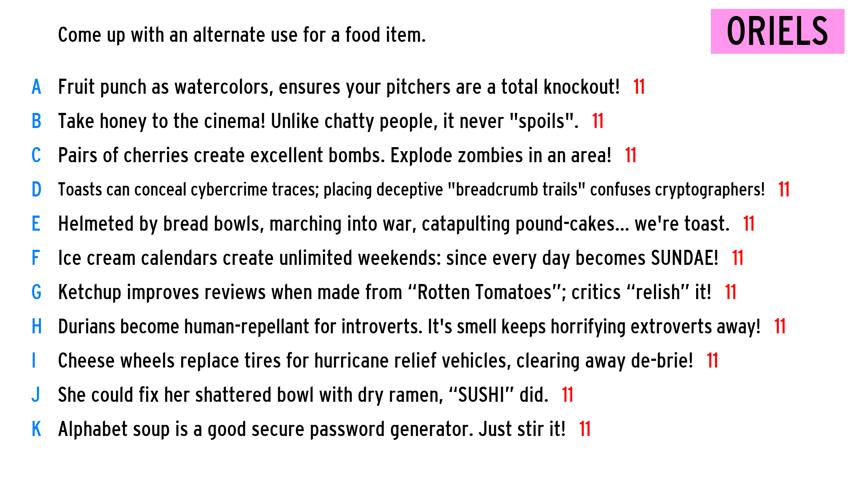 Come up with an alternate use for a food item.
ORIELS
A Fruit punch as watercolors, ensures your pitchers are a total knockout! 11
B Take honey to the cinema! Unlike chatty people, it never "spoils". 11
C Pairs of cherries create excellent bombs. Explode zombies in an area! 11
D Toasts can conceal cybercrime traces; placing deceptive "breadcrumb trails" confuses cryptographers! 11
E Helmeted by bread bowls, marching into war, catapulting pound-cakes... we're toast. 11
F Ice cream calendars create unlimited weekends: since every day becomes SUNDAE! 11
G Ketchup improves reviews when made from “Rotten Tomatoes”; critics “relish” it! 11
H Durians become human-repellant for introverts. It's smell keeps horrifying extroverts away! 11
I Cheese wheels replace tires for hurricane relief vehicles, clearing away de-brie! 11
J She could fix her shattered bowl with dry ramen, “SUSHI” did. 11
K Alphabet soup is a good secure password generator. Just stir it! 11